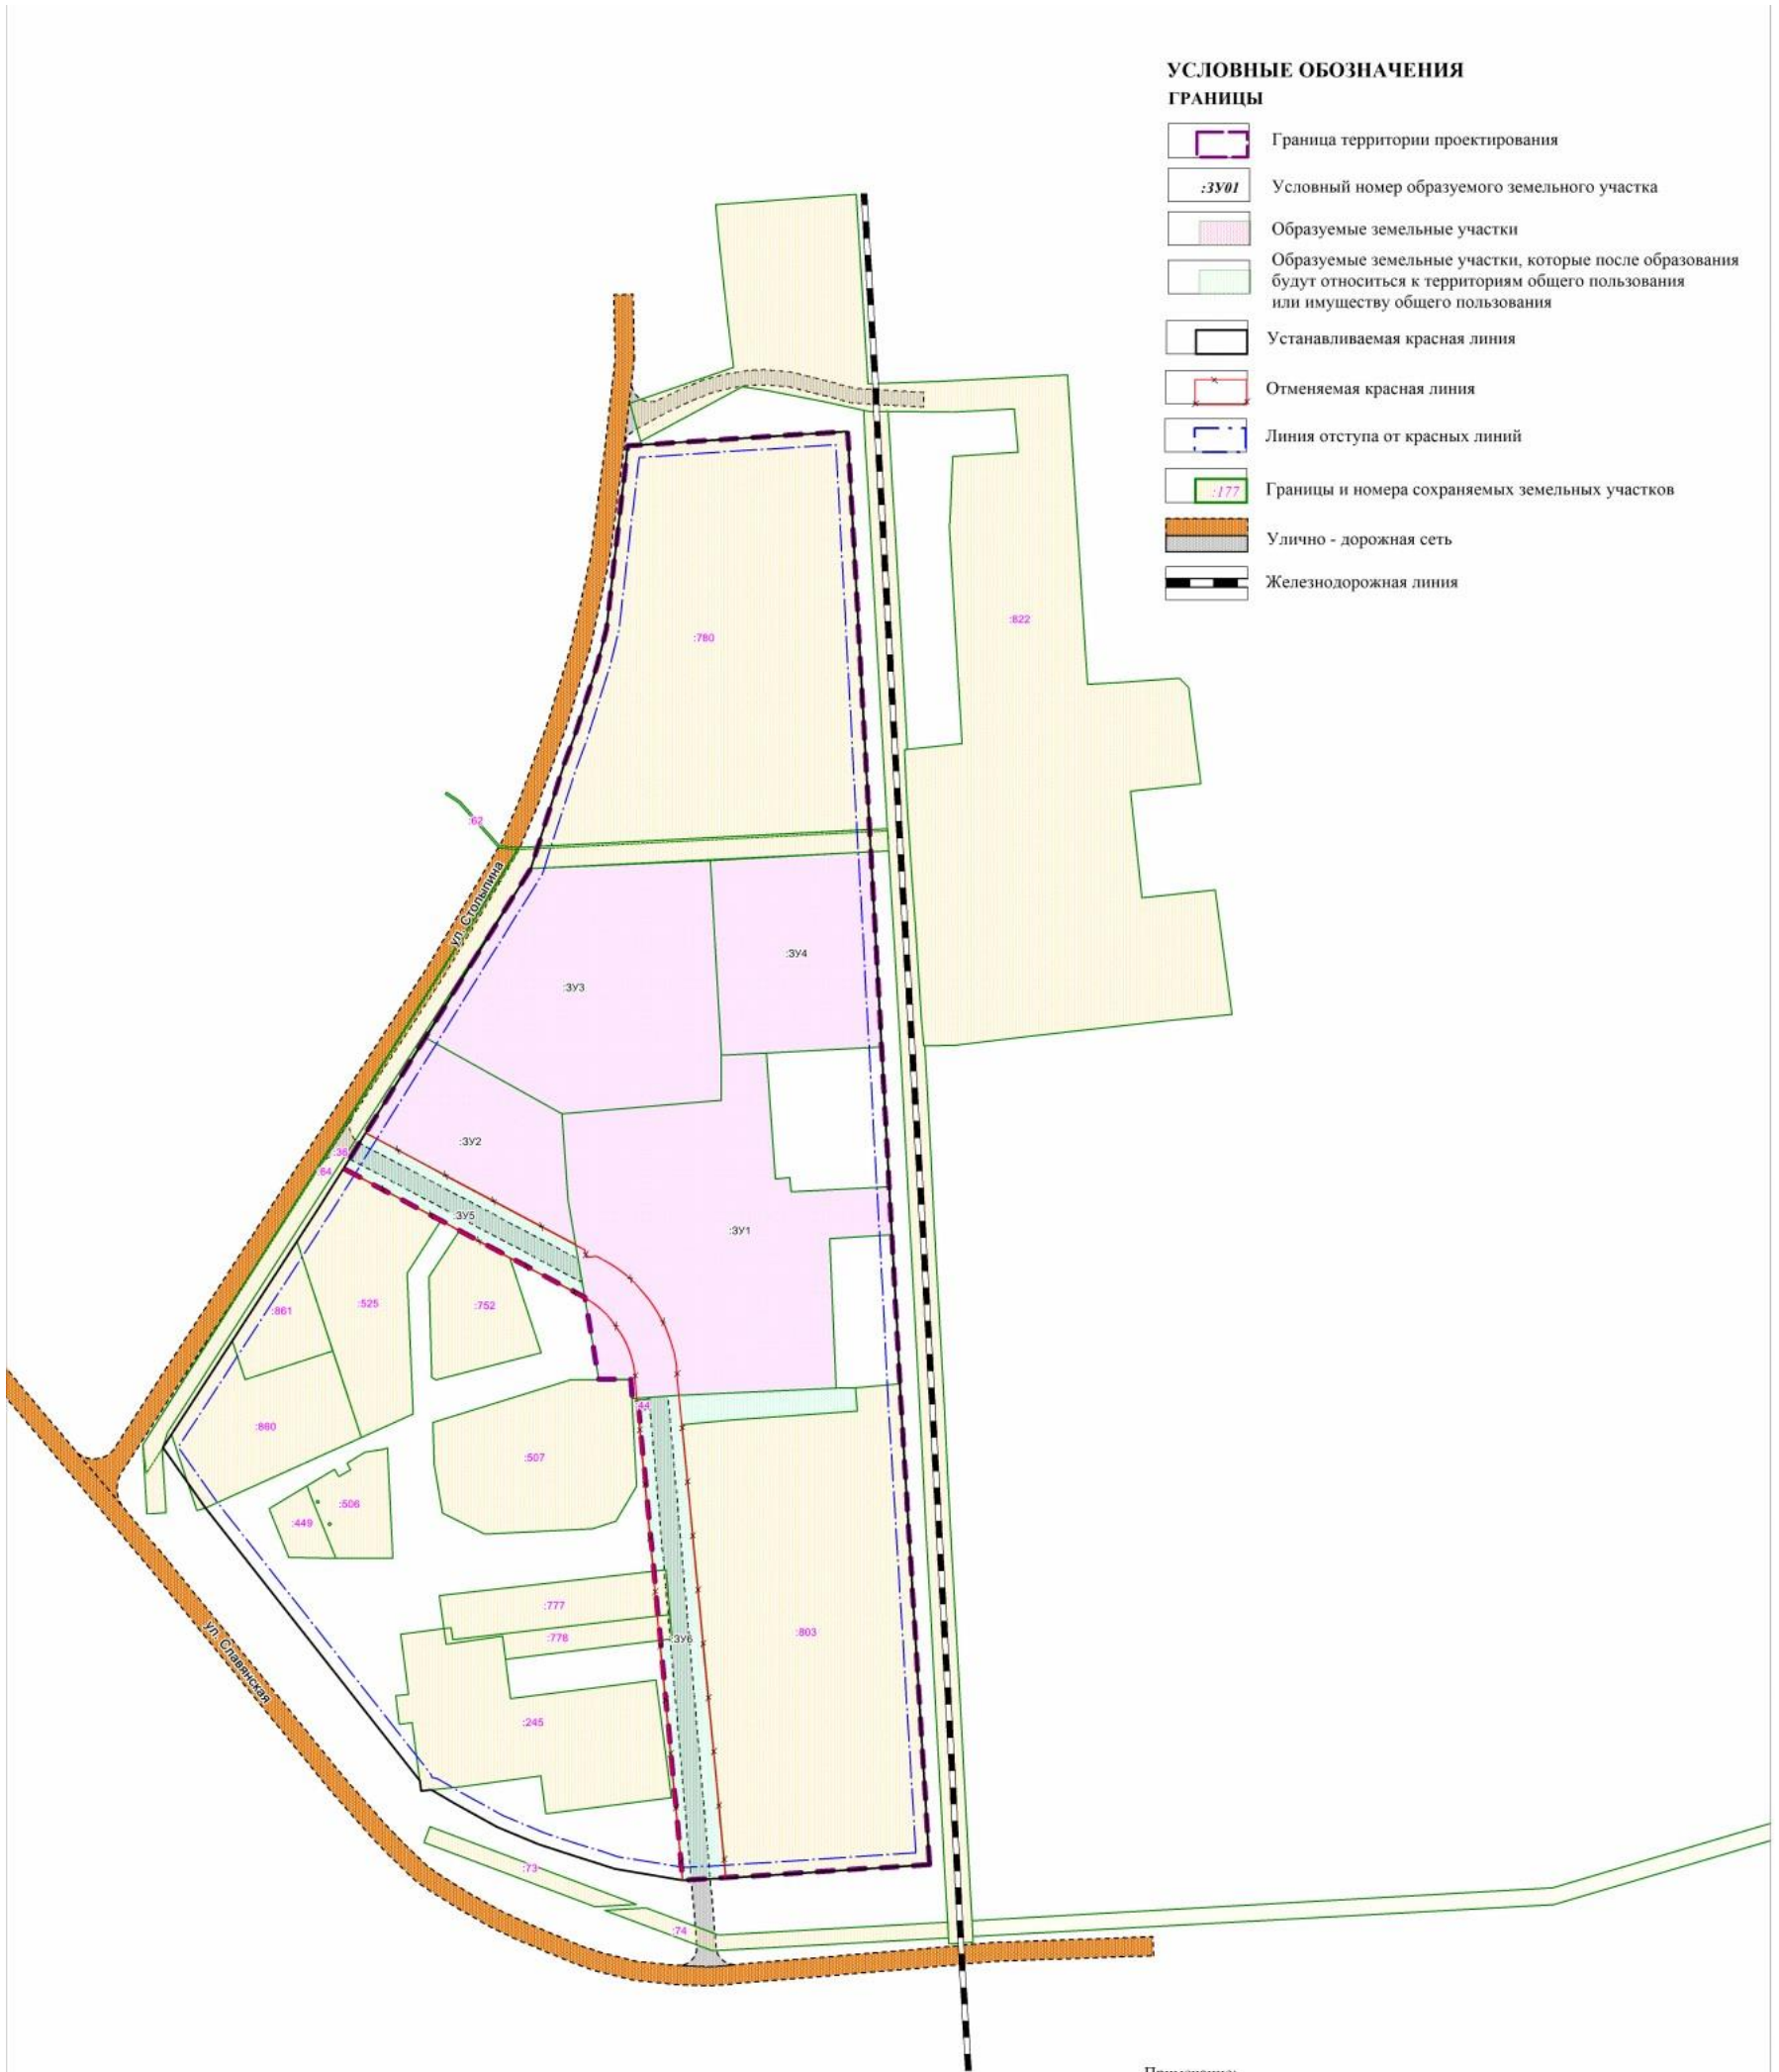 УСЛОВНЫЕ ОБОЗНАЧЕНИЯ
ГРАНИЦЫ
Граница территории проектирования
:ЗУ01
Условный номер образуемого земельного участка
Образуемые земельные участки
Образуемые земельные участки, которые после образования
будут относиться к территориям общего пользования
или имуществу общего пользования
Устанавливаемая красная линия
Отменяемая красная линия
Линия отступа от красных линий
:177
Границы и номера сохраняемых земельных участков
Улично - дорожная сеть
Железнодорожная линия
:822
:780
:62
ул. Столыпина
:ЗУ4
:ЗУ3
:ЗУ2
:36
64
:ЗУ5
:ЗУ1
:861
:525
:752
:44
:860
:507
:506
:449
:777
:778
:ЗУ6
:803
ул. Славянская
:245
:73
:74